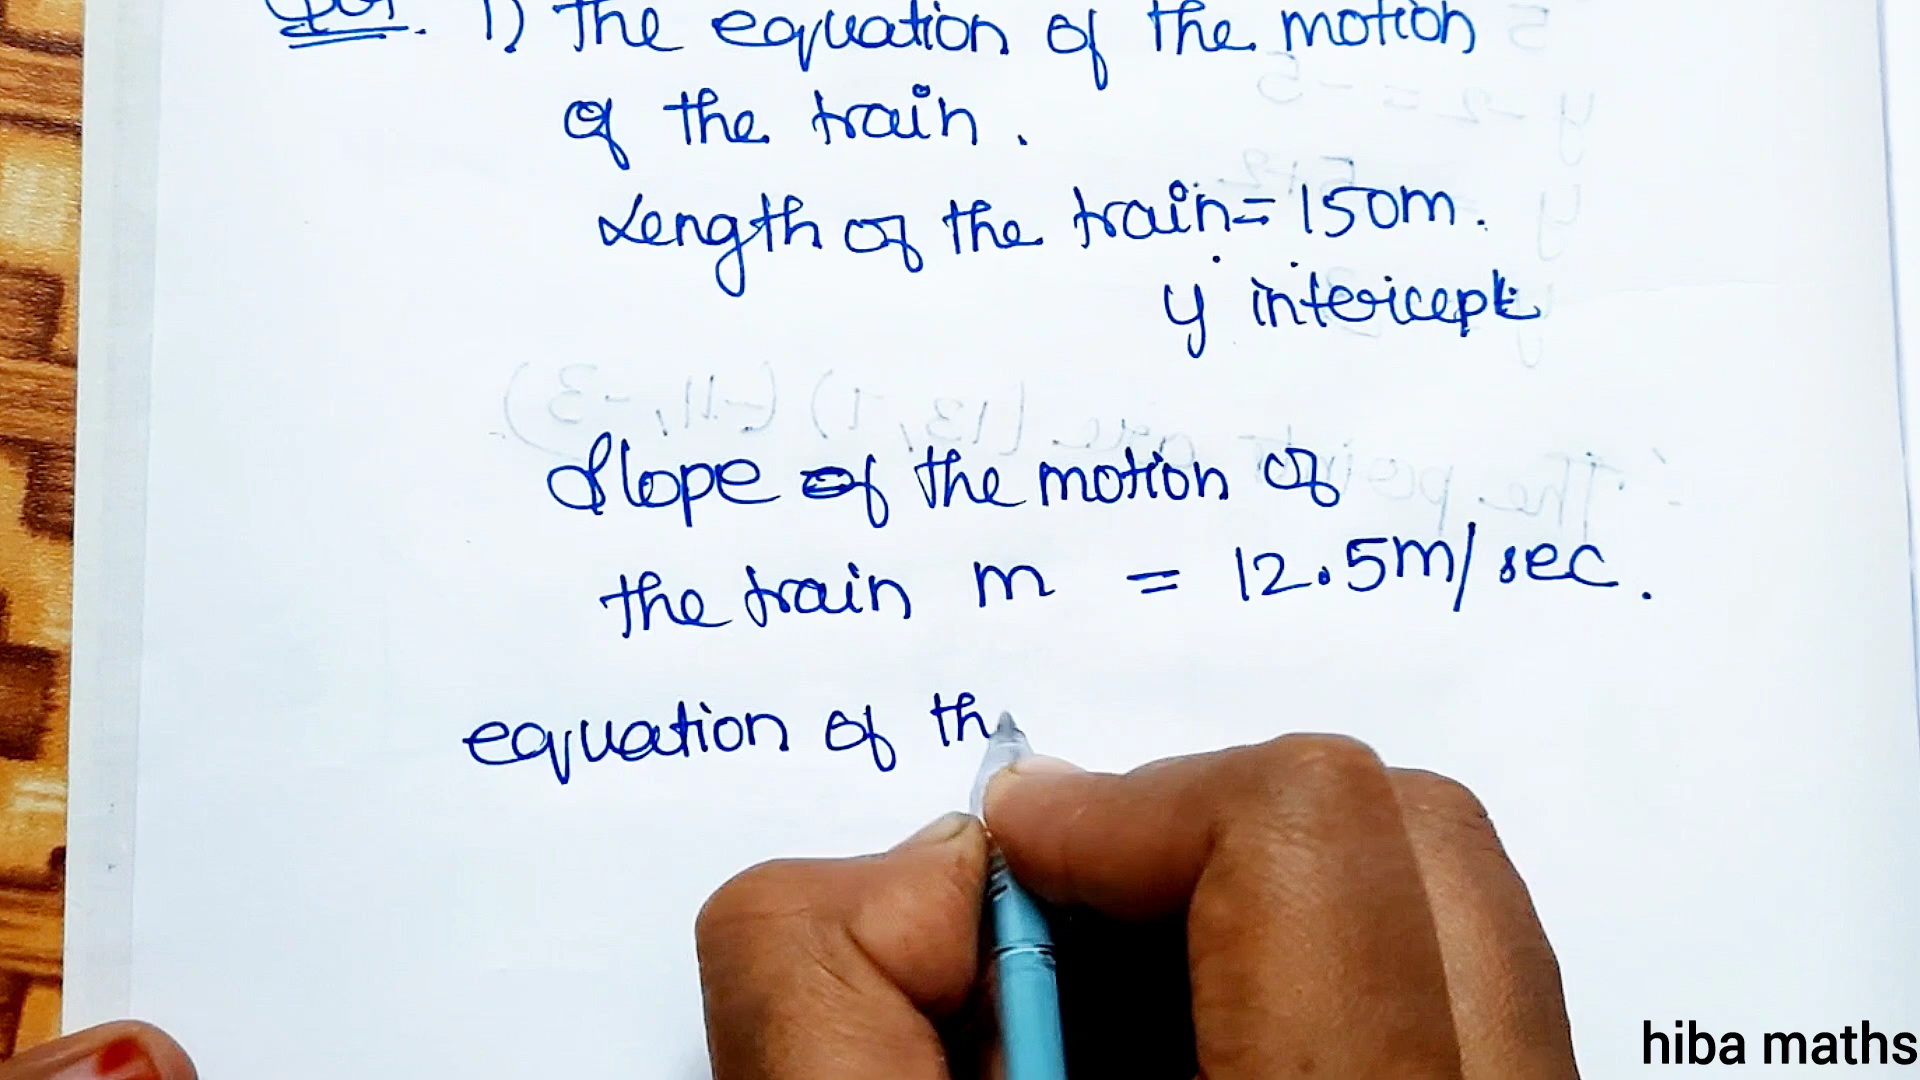 1) The equation of the motion
of the train.
Length of the train = 150m.
y intercept
Slope of the motion of
the train m = 12.5m/sec.
equation of th
hiba maths